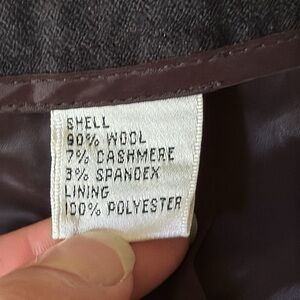 SHELL
90% WOOL
7% CASHMERE
3% SPANDEX
LINING
100% POLYESTER